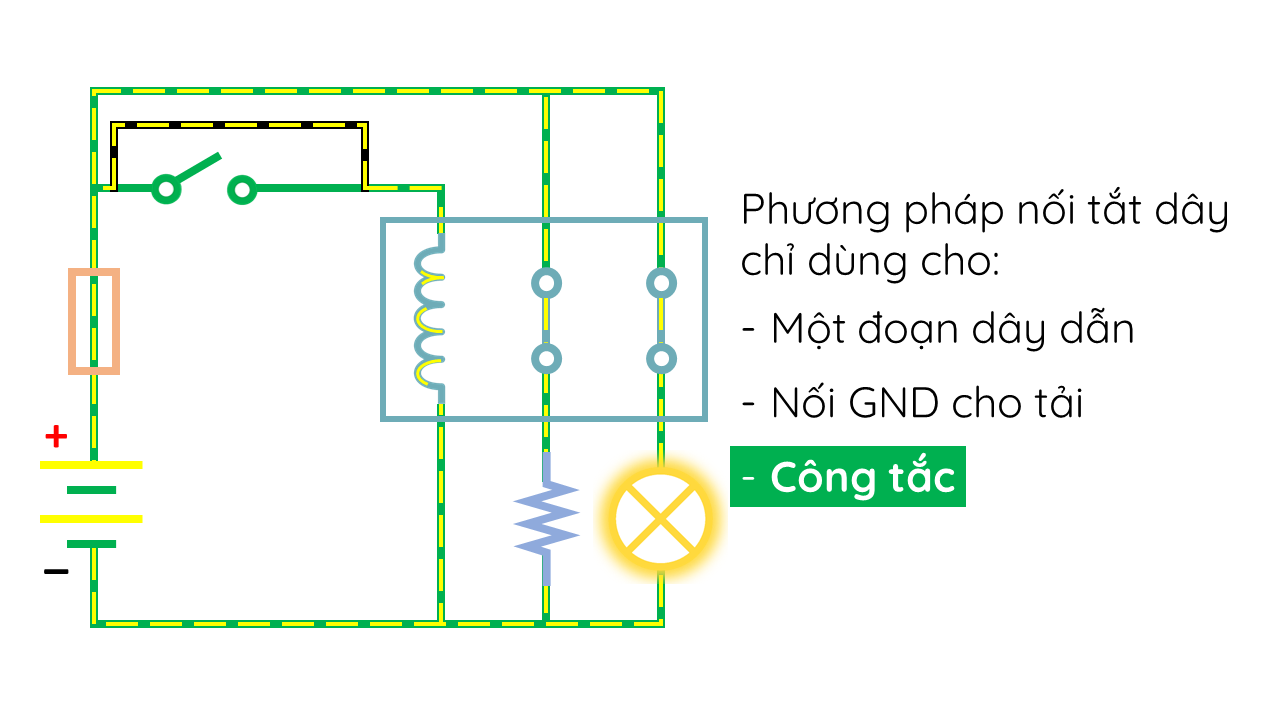 Phương pháp nối tắt dây
chỉ dùng cho:
- Một đoạn dây dẫn
- Nối GND cho tải
- Công tắc
+
–